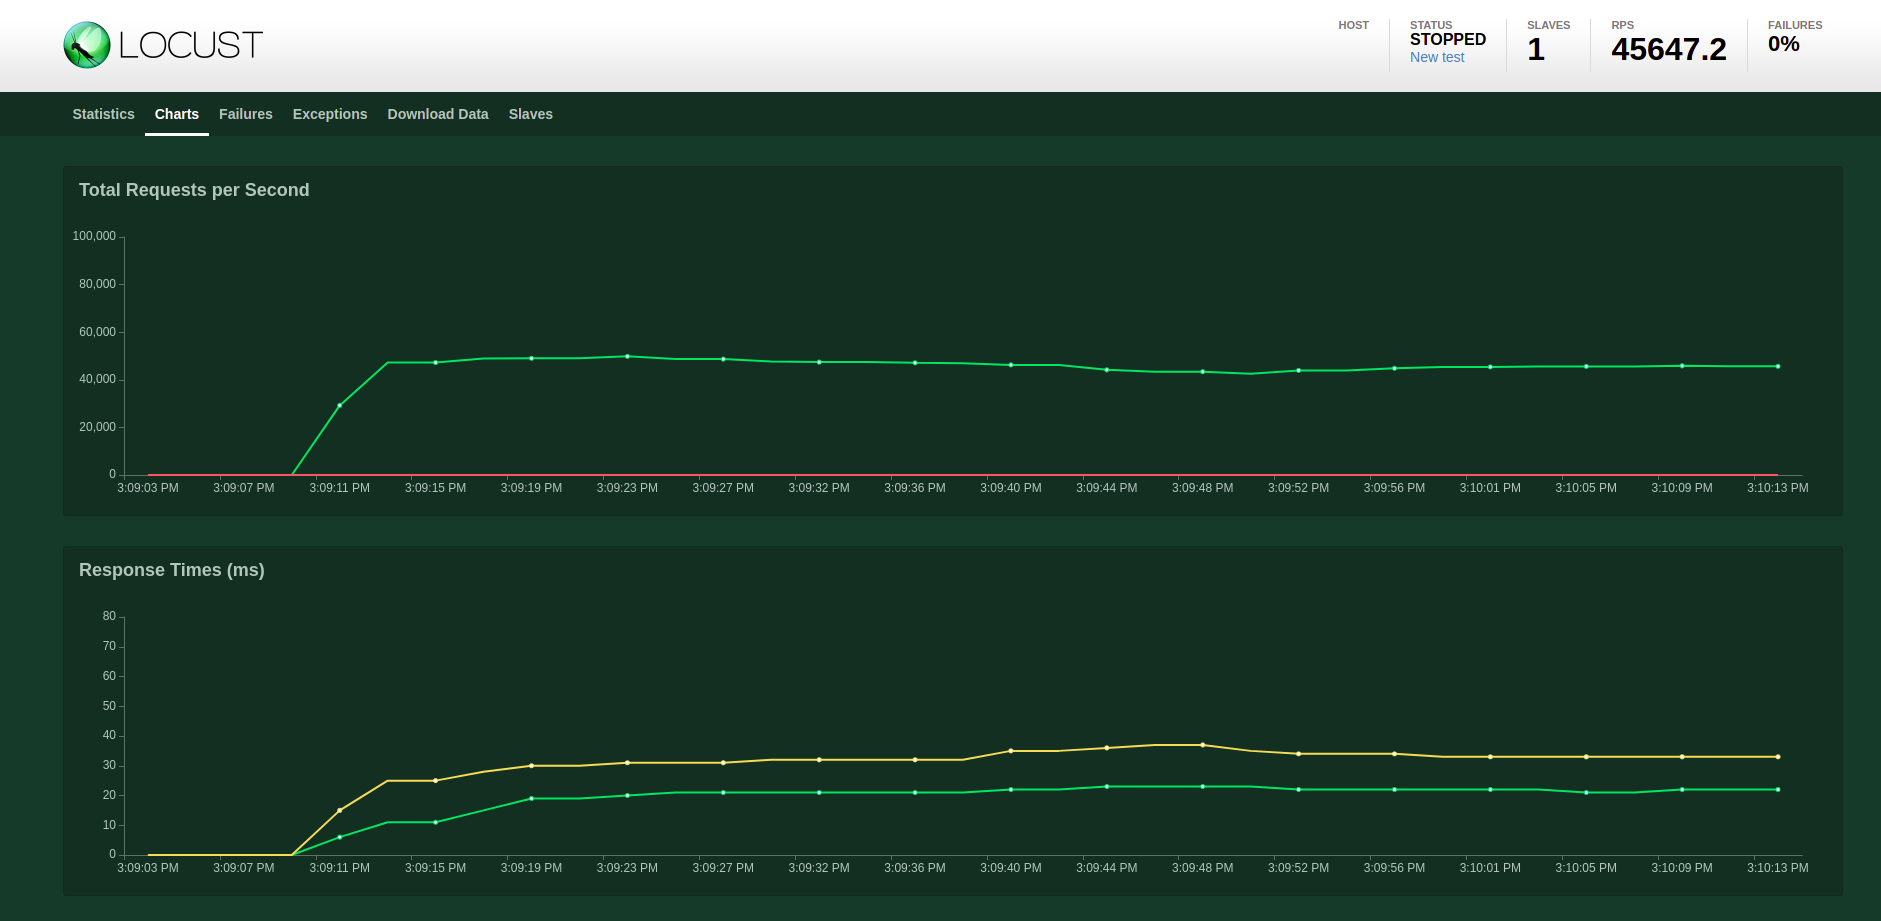 LOCUST
HOST
STATUS
STOPPED
New test
SLAVES
1
RPS
45647.2
FAILURES
0%
Statistics Charts Failures Exceptions Download Data Slaves
Total Requests per Second
100,000
80,000
60,000
40,000
20,000
0
3:09:03 PM 3:09:07 PM 3:09:11 PM 3:09:15 PM 3:09:19 PM 3:09:23 PM 3:09:27 PM 3:09:32 PM 3:09:36 PM 3:09:40 PM 3:09:44 PM 3:09:48 PM 3:09:52 PM 3:09:56 PM 3:10:01 PM 3:10:05 PM 3:10:09 PM 3:10:13 PM
Response Times (ms)
80
70
60
50
40
30
20
10
0
3:09:03 PM 3:09:07 PM 3:09:11 PM 3:09:15 PM 3:09:19 PM 3:09:23 PM 3:09:27 PM 3:09:32 PM 3:09:36 PM 3:09:40 PM 3:09:44 PM 3:09:48 PM 3:09:52 PM 3:09:56 PM 3:10:01 PM 3:10:05 PM 3:10:09 PM 3:10:13 PM